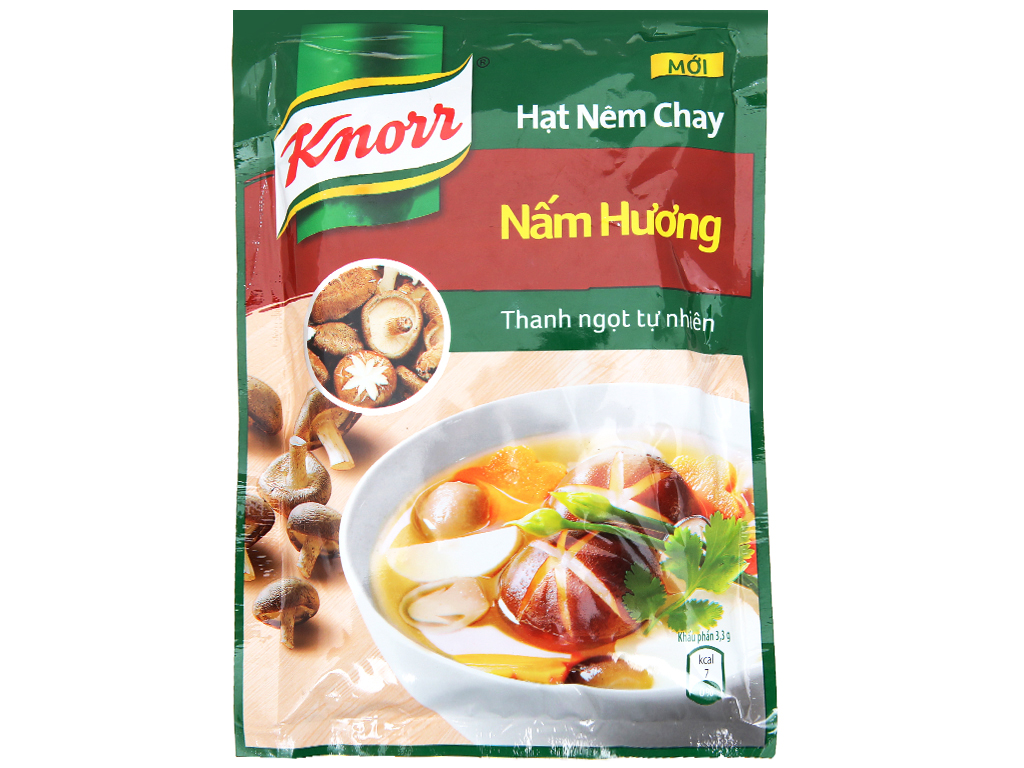 Knorr®
MỚI
Hạt Nêm Chay
Nấm Hương
Thanh ngọt tự nhiên
Khẩu phần 3,3 g
kcal
7